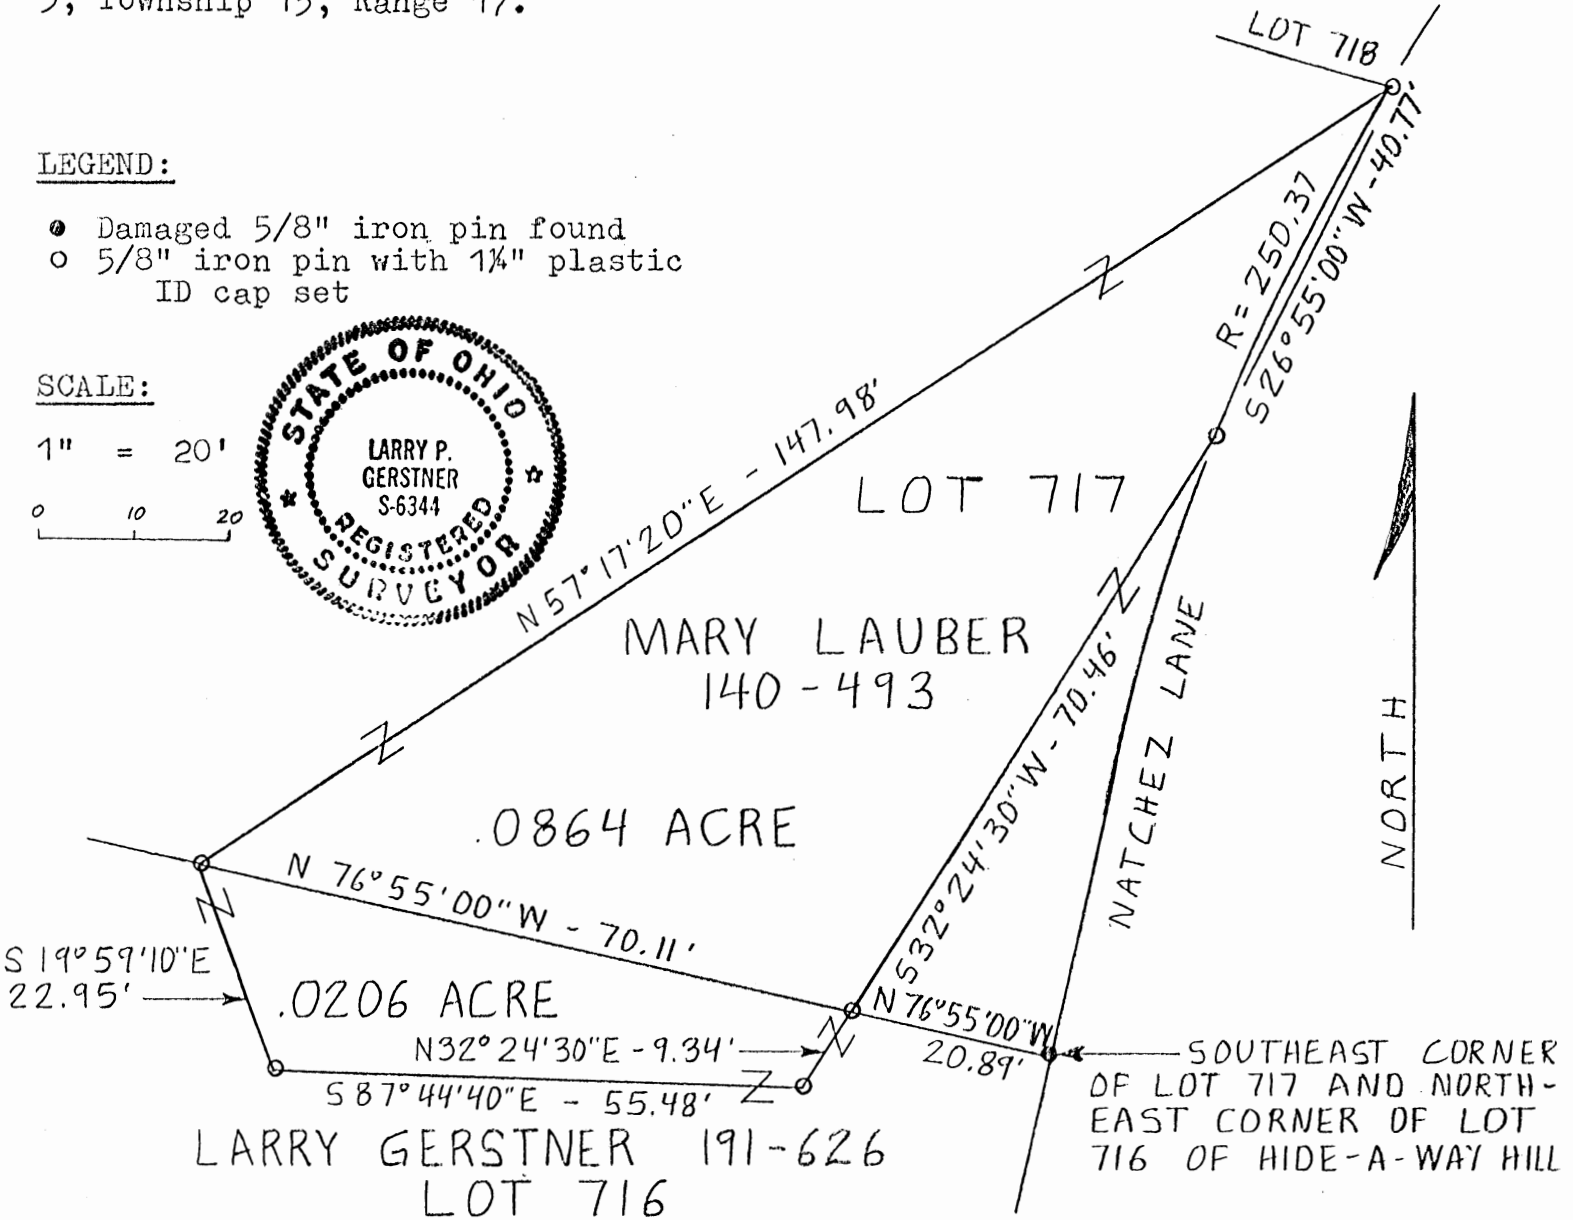 5, Township 15, Range 17.
LOT 718
LEGEND:
Damaged 5/8" iron pin found
5/8" iron pin with 1¼" plastic
ID cap set
SCALE:
1" = 20'
0 10 20
STATE OF OHIO
LARRY P.
GERSTNER
S-6344
REGISTERED
SURVEYOR
R = 250.37
S26°55'00"W-40.77'
N57°17'20"E - 147.98'
LOT 717
MARY LAUBER
140-493
S32°24'30"W - 70.46'
NATCHEZ LANE
NORTH
.0864 ACRE
N 76°55'00"W - 70.11'
S 19°59'10"E
22.95'
.0206 ACRE
N 76°55'00"W
20.89'
N32°24'30"E - 9.34'
S87°44'40"E - 55.48'
SOUTHEAST CORNER
OF LOT 717 AND NORTH-
EAST CORNER OF LOT
716 OF HIDE-A-WAY HILL
LARRY GERSTNER 191-626
LOT 716